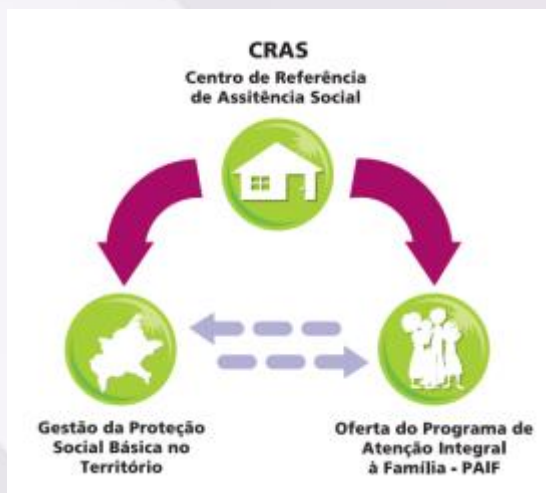 CRAS
Centro de Referência
de Assitência Social
Gestão da Proteção
Social Básica no
Território
Oferta do Programa de
Atenção Integral
à Família - PAIF